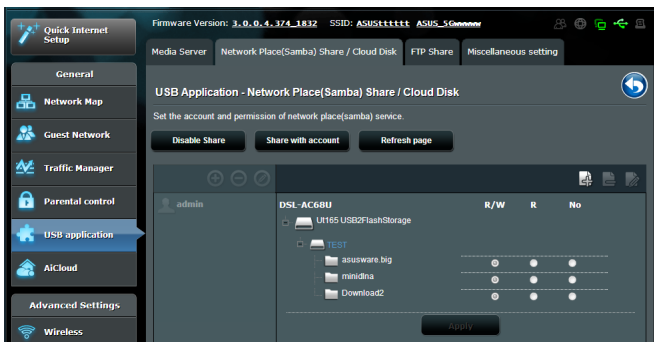 Quick Internet
Setup
Firmware Version: 3.0.0.4.374_1832 SSID: ASUSttttt ASUS_5Gnnnnn
Media Server
Network Place(Samba) Share / Cloud Disk
FTP Share
Miscellaneous setting
General
Network Map
Guest Network
Traffic Manager
Parental control
USB application
AiCloud
Advanced Settings
Wireless
USB Application - Network Place(Samba) Share / Cloud Disk
Set the account and permission of network place(samba) service.
Disable Share
Share with account
Refresh page
admin
DSL-AC68U
R/W
R
No
Ut165 USB2FlashStorage
TEST
asusware.big
minidlna
Download2
Apply